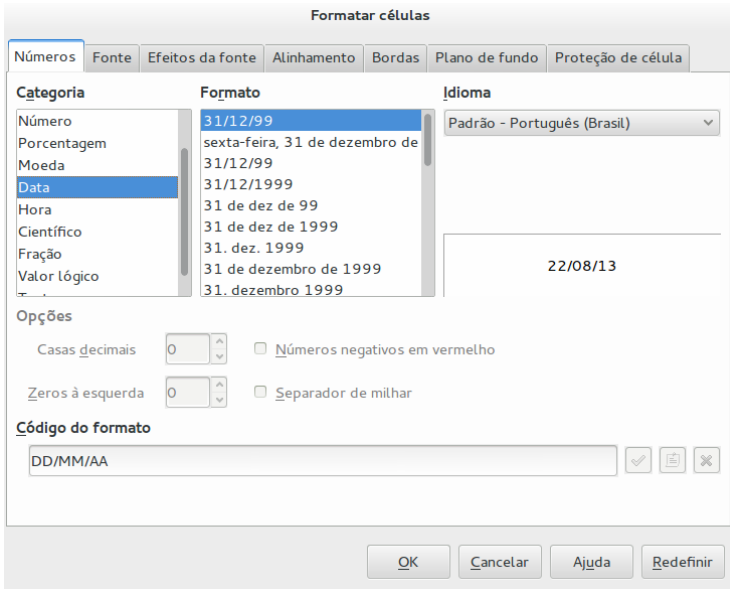 Formatar células
Números Fonte Efeitos da fonte Alinhamento Bordas Plano de fundo Proteção de célula
Categoria
Número
Porcentagem
Moeda
Data
Hora
Científico
Fração
Valor lógico
Formato
31/12/99
sexta-feira, 31 de dezembro de
31/12/99
31/12/1999
31 de dez de 99
31 de dez de 1999
31. dez. 1999
31 de dezembro de 1999
31. dezembro 1999
Idioma
Padrão - Português (Brasil)
22/08/13
Opções
Casas decimais 0 Números negativos em vermelho
Zeros à esquerda 0 Separador de milhar
Código do formato
DD/MM/AA
OK Cancelar Ajuda Redefinir